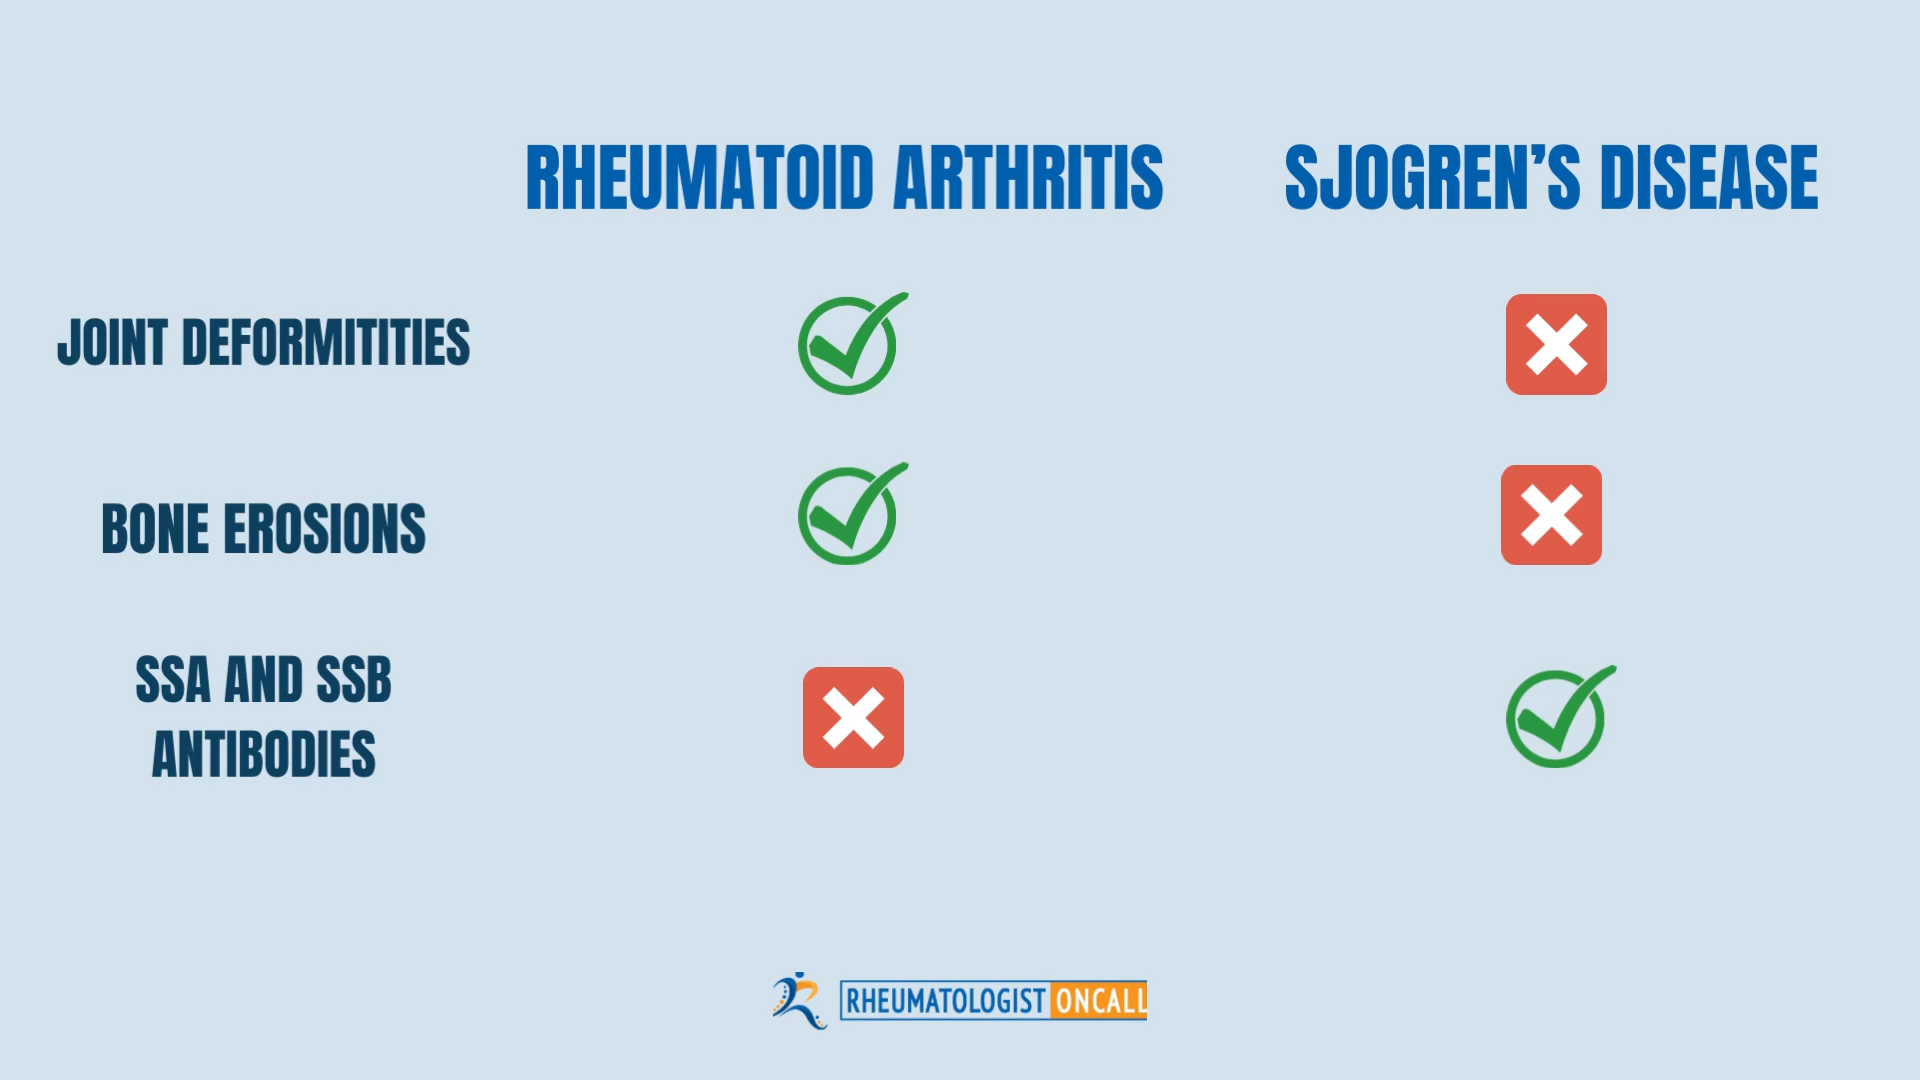 RHEUMATOID ARTHRITIS
SJOGREN'S DISEASE
JOINT DEFORMITITIES
BONE EROSIONS
SSA AND SSB
ANTIBODIES
RHEUMATOLOGIST ONCALL